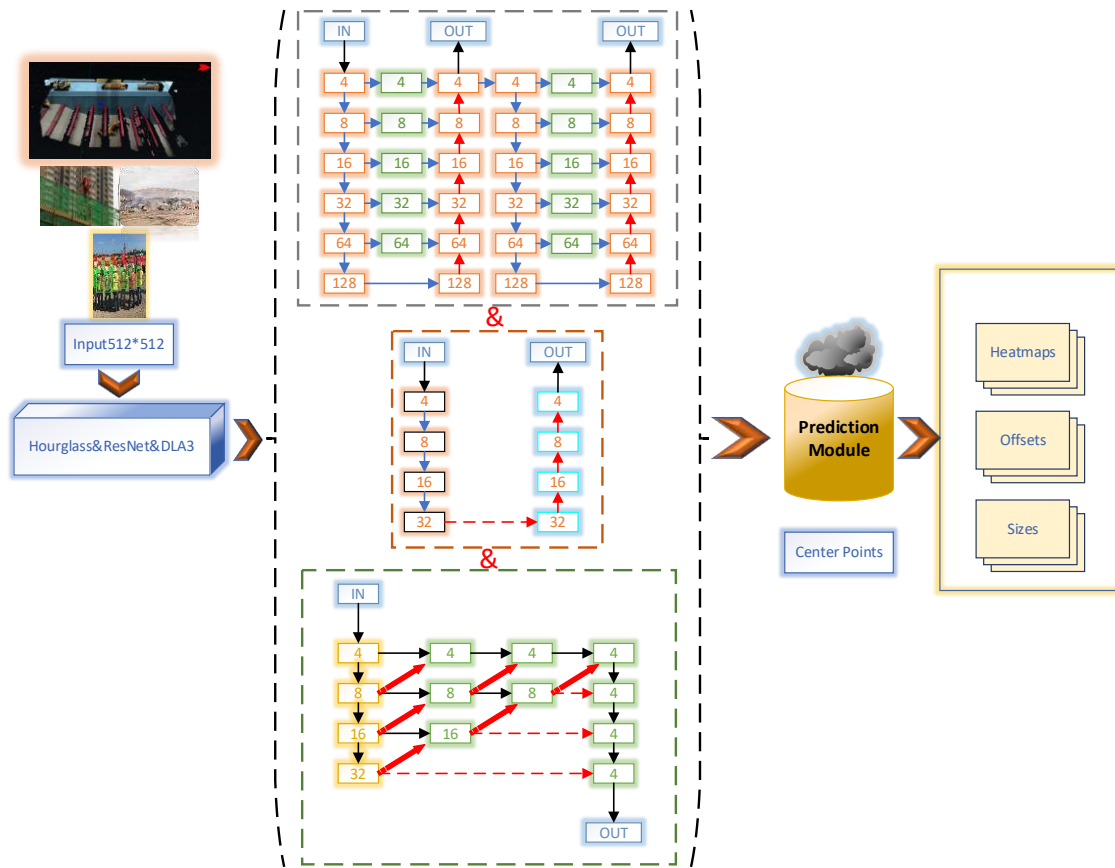 IN OUT OUT
4 4 4 4 4 4
8 8 8 8 8 8
16 16 16 16 16 16
32 32 32 32 32 32
64 64 64 64 64 64
128 128 128 128
&
Input512*512
Hourglass&ResNet&DLA3
IN OUT
4 4
8 8
16 16
32 32
&
IN
4 4 4 4
8 8 8 4
16 16 4
32 4
OUT
Prediction
Module
Center Points
Heatmaps
Offsets
Sizes